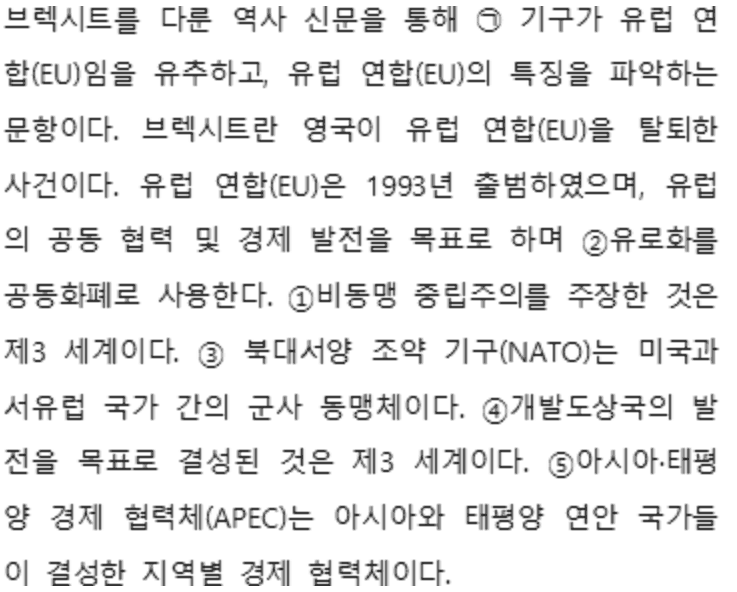 브렉시트를 다룬 역사 신문을 통해 ㉠ 기구가 유럽 연
합(EU)임을 유추하고, 유럽 연합(EU)의 특징을 파악하는
문항이다. 브렉시트란 영국이 유럽 연합(EU)을 탈퇴한
사건이다. 유럽 연합(EU)은 1993년 출범하였으며, 유럽
의 공동 협력 및 경제 발전을 목표로 하며 ②유로화를
공동화폐로 사용한다. ①비동맹 중립주의를 주장한 것은
제3 세계이다. ③ 북대서양 조약 기구(NATO)는 미국과
서유럽 국가 간의 군사 동맹체이다. ④개발도상국의 발
전을 목표로 결성된 것은 제3 세계이다. ⑤아시아·태평
양 경제 협력체(APEC)는 아시아와 태평양 연안 국가들
이 결성한 지역별 경제 협력체이다.